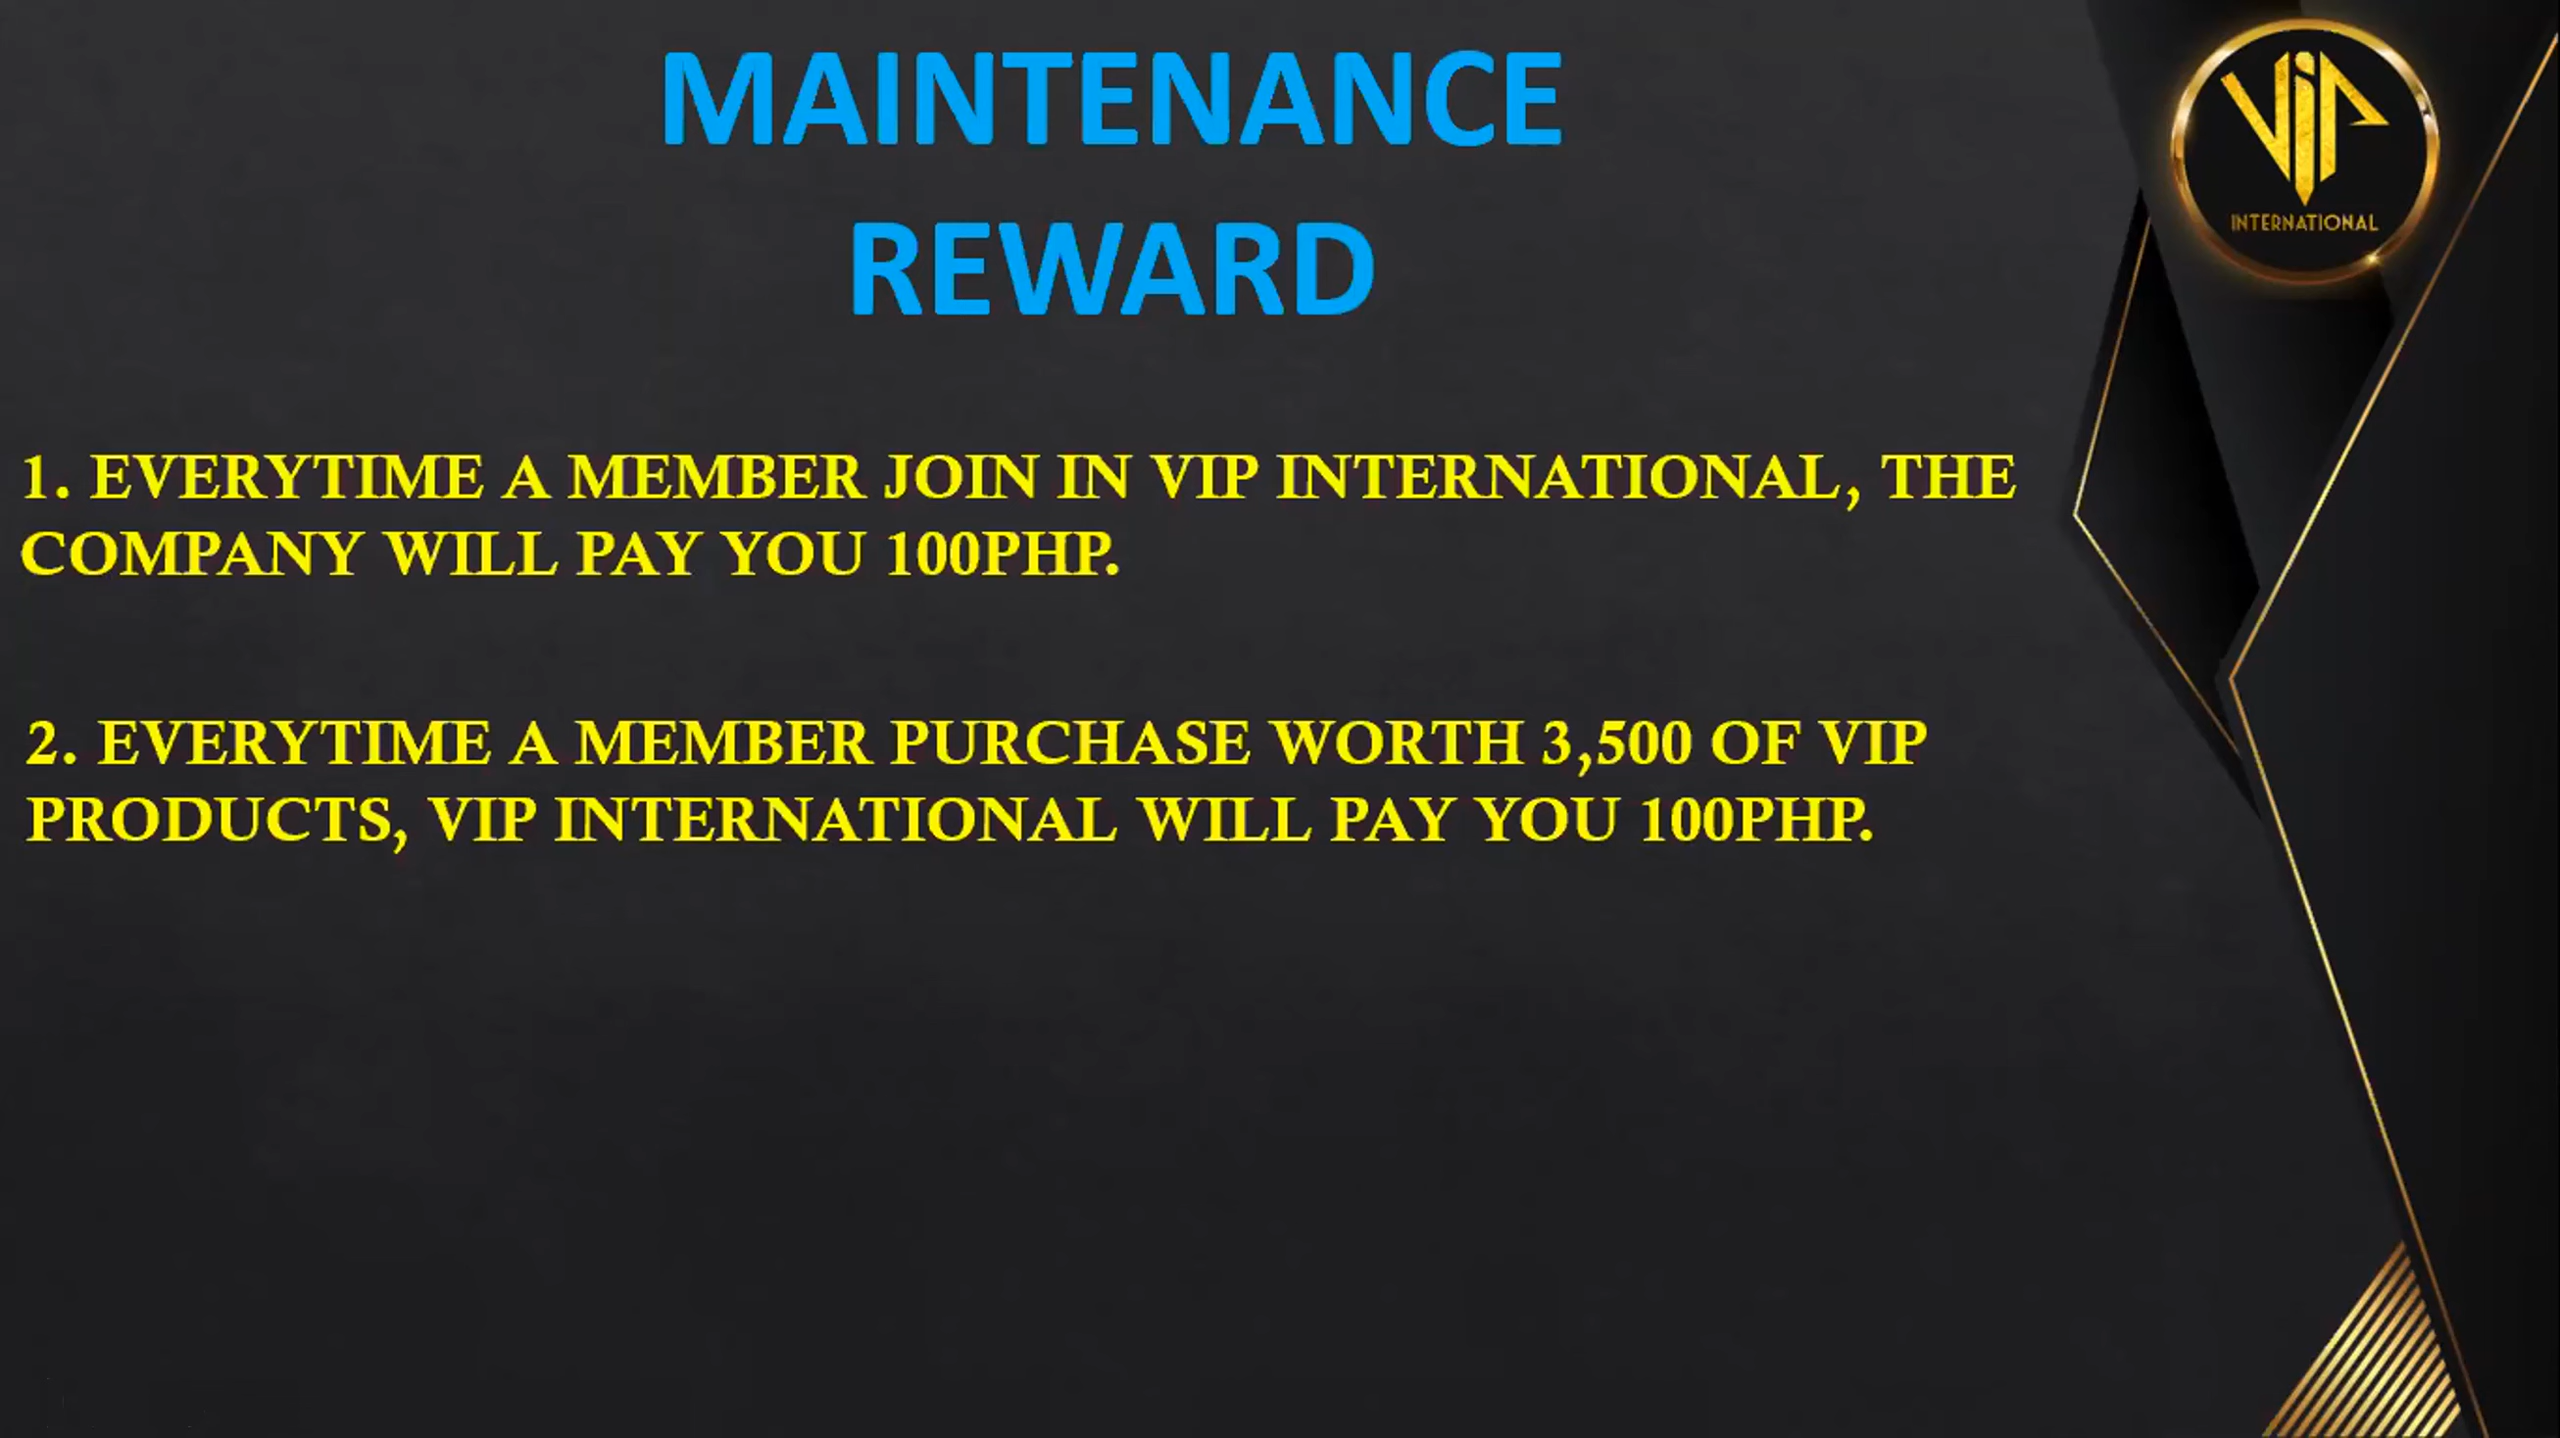 MAINTENANCE
REWARD
ViP
INTERNATIONAL
1. EVERYTIME A MEMBER JOIN IN VIP INTERNATIONAL, THE
COMPANY WILL PAY YOU 100PHP.
2. EVERYTIME A MEMBER PURCHASE WORTH 3,500 OF VIP
PRODUCTS, VIP INTERNATIONAL WILL PAY YOU 100PHP.